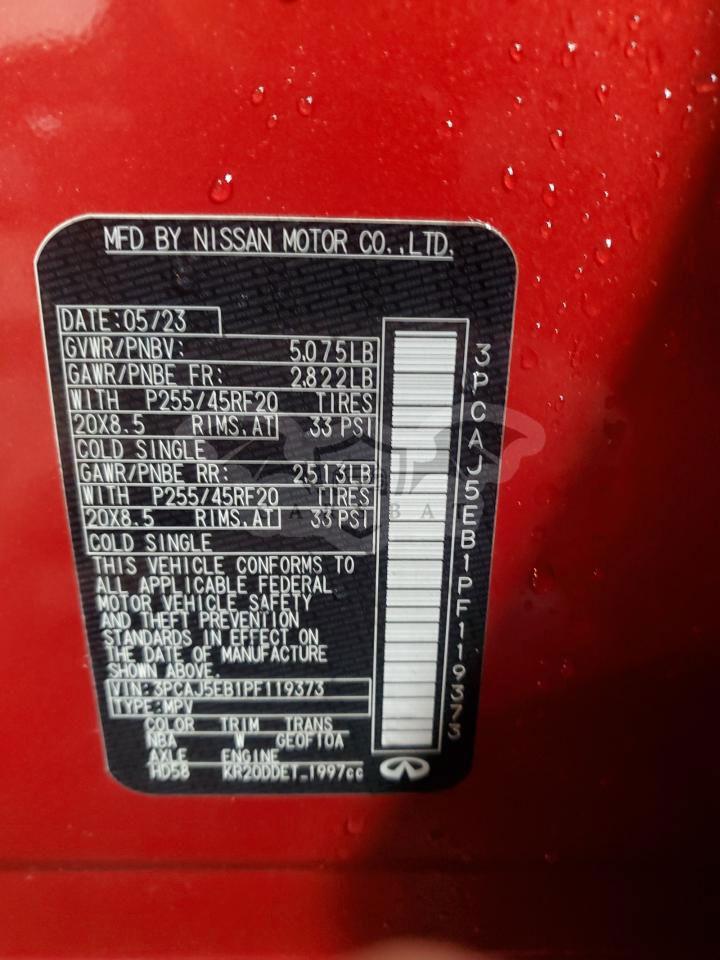 MFD BY NISSAN MOTOR CO.,LTD.
DATE:05/23
GVWR/PNBV: 5,075LB
GAWR/PNBE FR: 2,822LB
WITH P255/45RF20 TIRES
20X8.5 RIMS,AT 33 PSI
COLD SINGLE
GAWR/PNBE RR: 2,513LB
WITH P255/45RF20 TIRES
20X8.5 RIMS,AT 33 PSI
COLD SINGLE
THIS VEHICLE CONFORMS TO
ALL APPLICABLE FEDERAL
MOTOR VEHICLE SAFETY
AND THEFT PREVENTION
STANDARDS IN EFFECT ON
THE DATE OF MANUFACTURE
SHOWN ABOVE.
VIN:3PCAJ5EB1PF119373
TYPE:MPV
COLOR TRIM TRANS
NBA W GE0F10A
AXLE ENGINE
HD58 KR20DDET 1997cc
3PCAJ5EB1PF119373